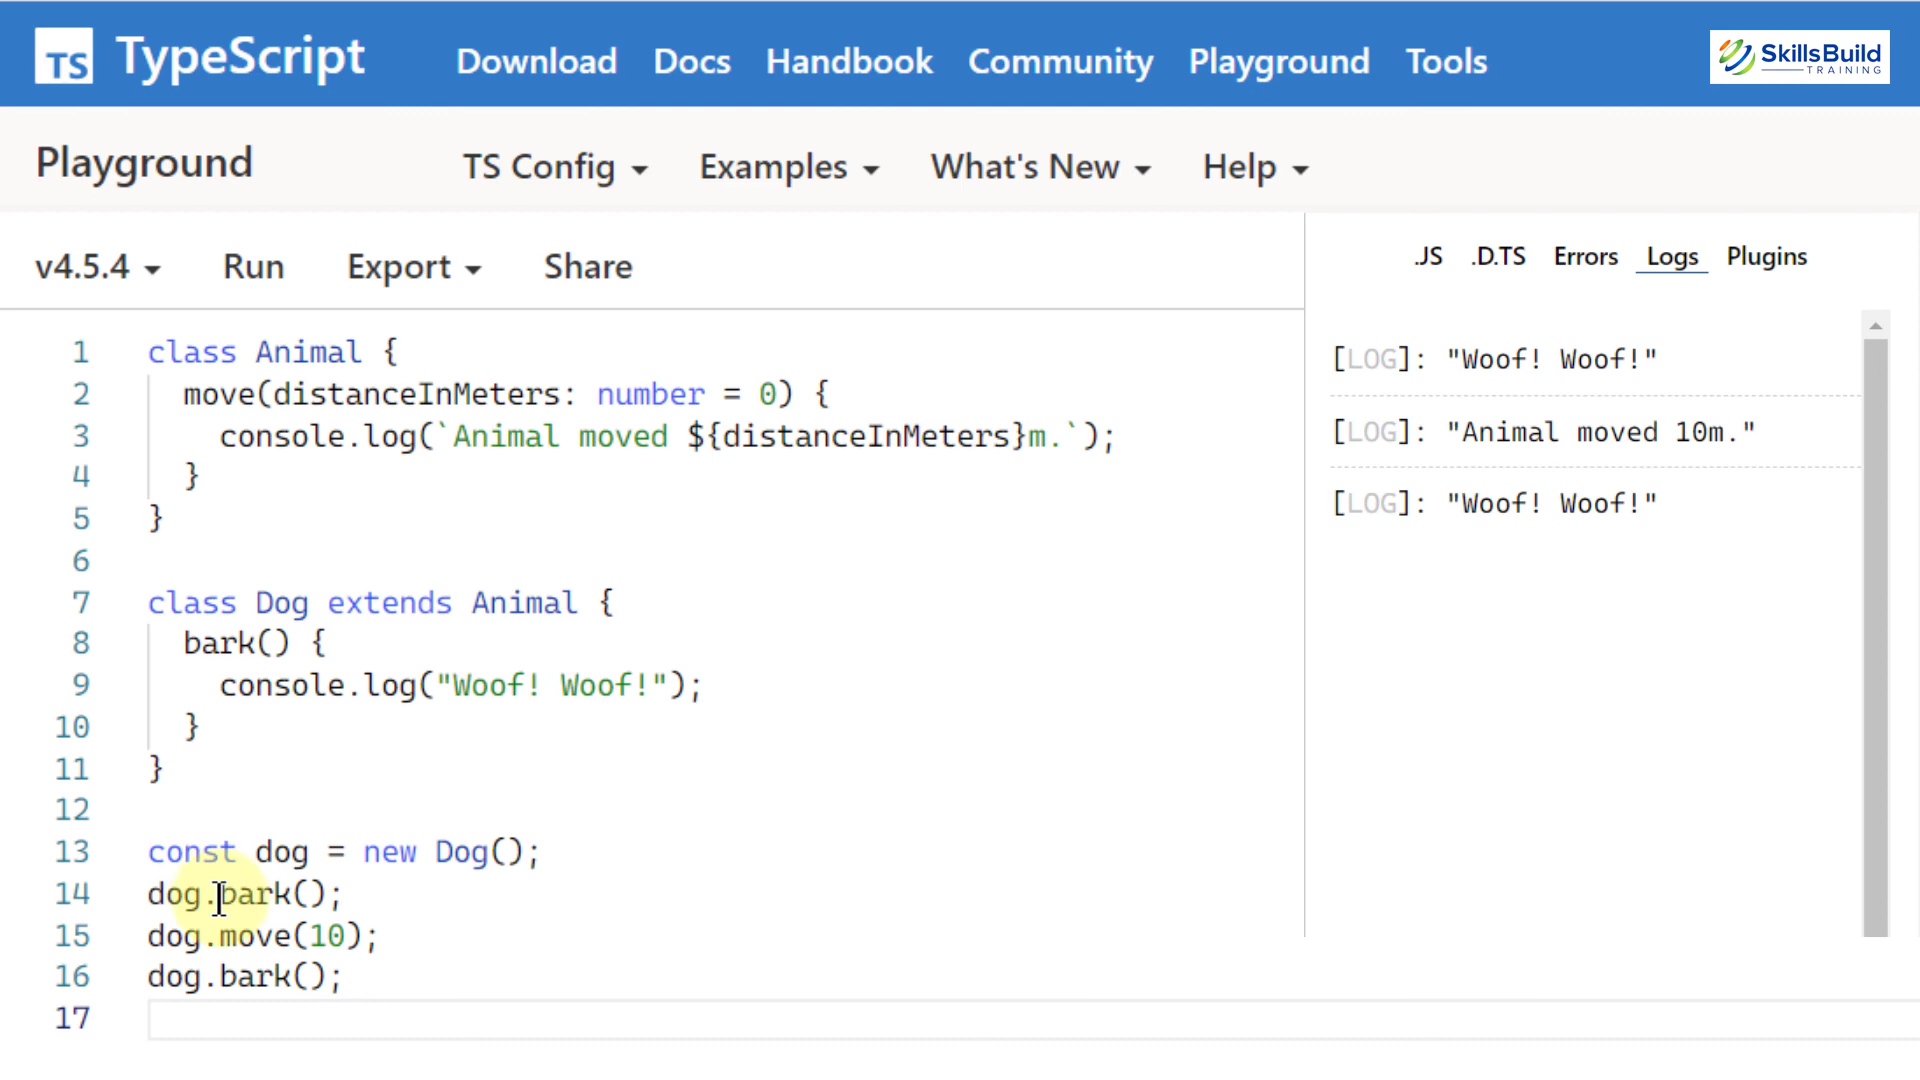 TS TypeScript Download Docs Handbook Community Playground Tools SkillsBuild
TRAINING
Playground TS Config Examples What's New Help
v4.5.4 Run Export Share .JS .D.TS Errors Logs Plugins
1 class Animal {
2 move(distanceInMeters: number = 0) {
3 console.log(`Animal moved ${distanceInMeters}m.`);
4 }
5 }
6
7 class Dog extends Animal {
8 bark() {
9 console.log("Woof! Woof!");
10 }
11 }
12
13 const dog = new Dog();
14 dog.bark();
15 dog.move(10);
16 dog.bark();
17
[LOG]: "Woof! Woof!"
[LOG]: "Animal moved 10m."
[LOG]: "Woof! Woof!"